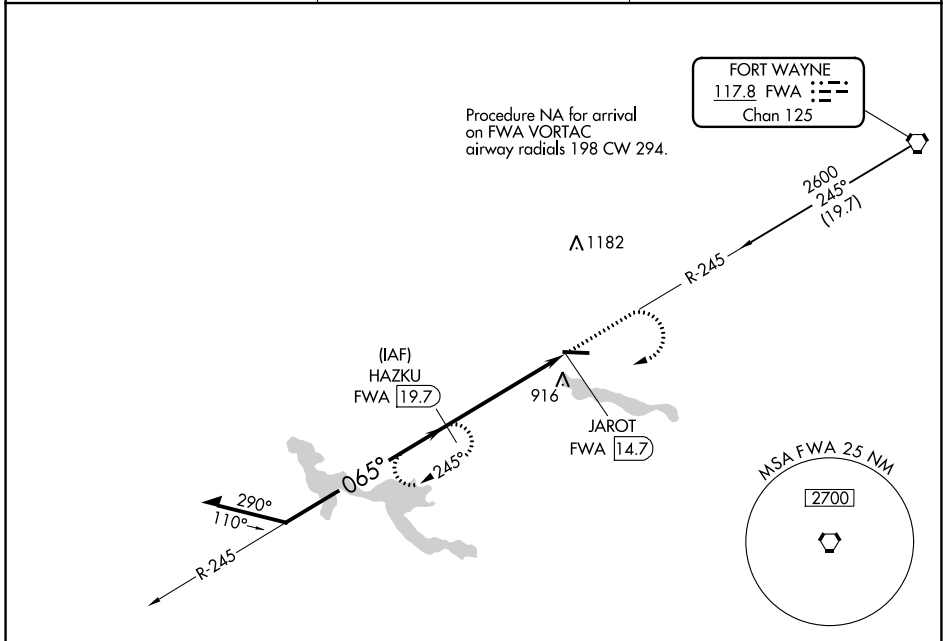 FORT WAYNE
117.8 FWA
Chan 125
Procedure NA for arrival
on FWA VORTAC
airway radials 198 CW 294.
2600
245°
(19.7)
1182
R-245
(IAF)
HAZKU
FWA 19.7
916
JAROT
FWA 14.7
065°
245°
290°
110°
R-245
MSA FWA 25 NM
2700